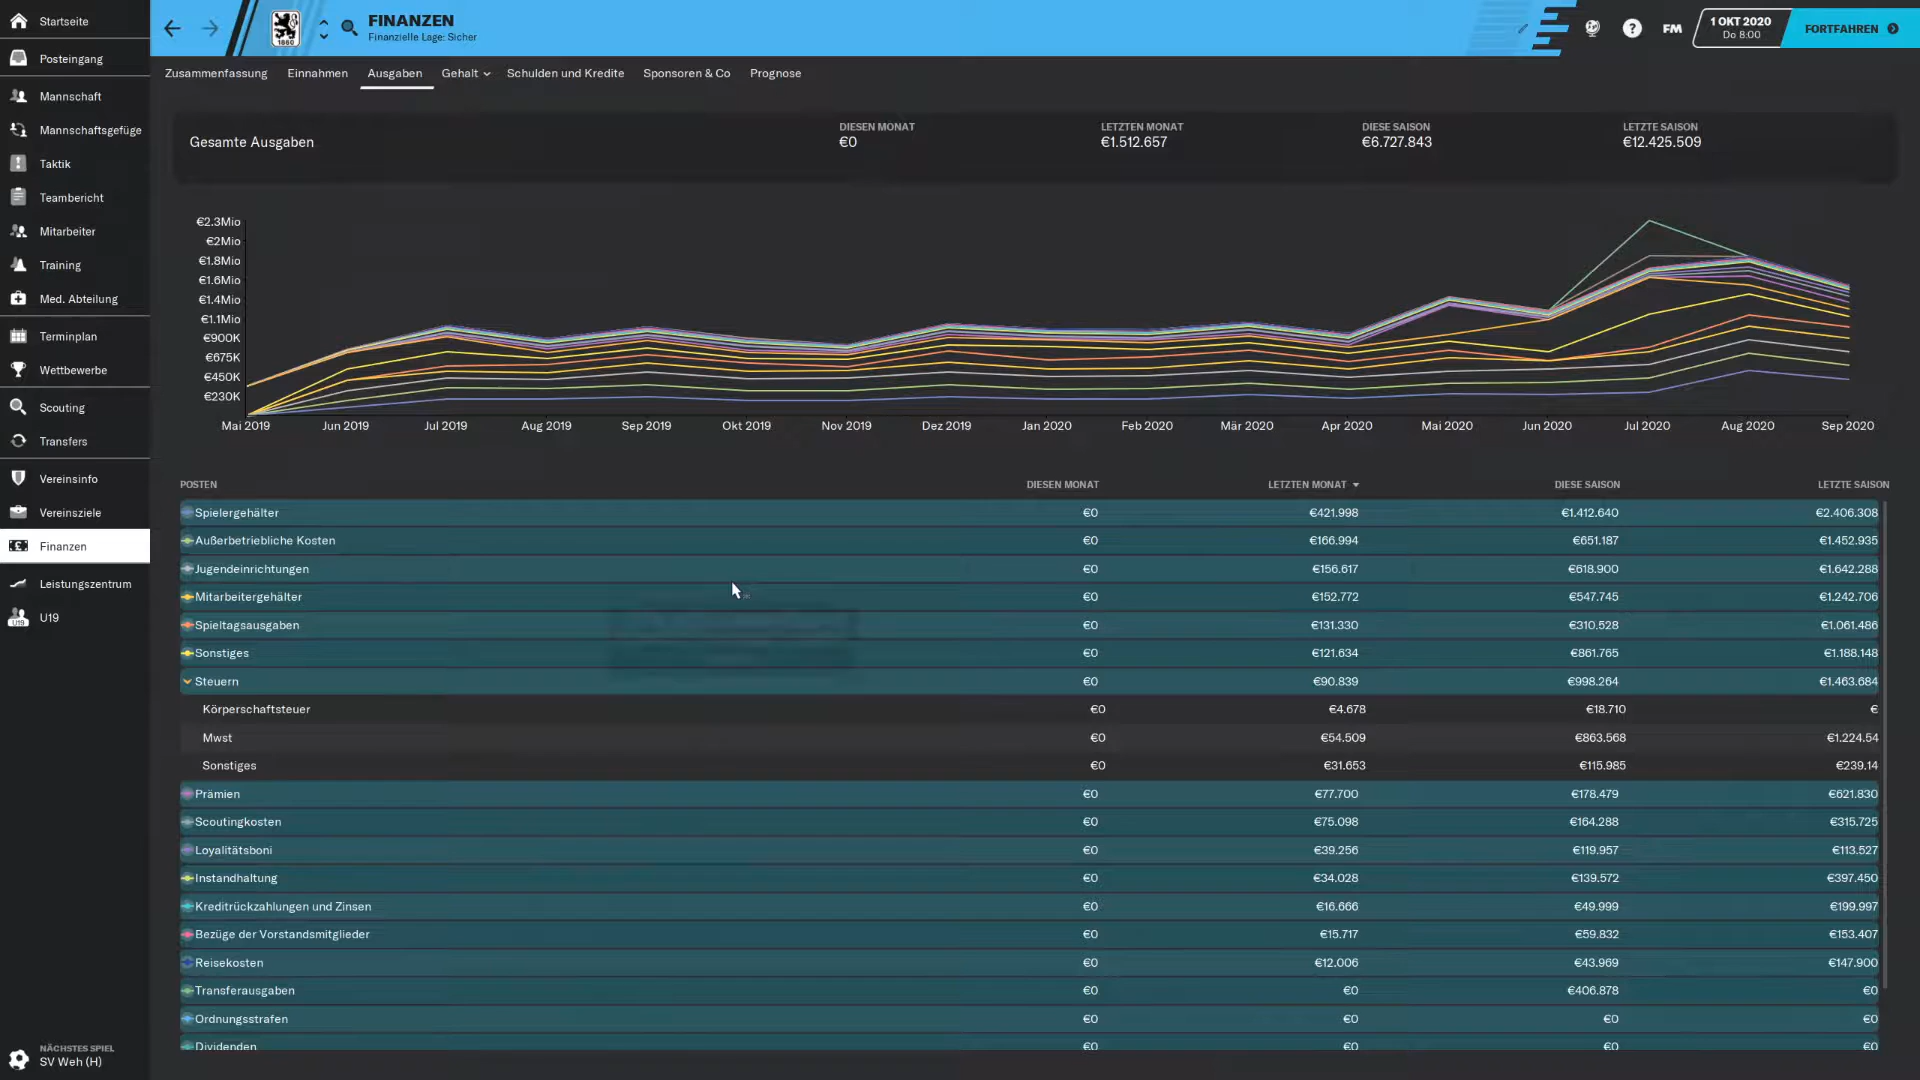 Startseite
Posteingang
Mannschaft
Mannschaftsgefüge
Taktik
Teambericht
Mitarbeiter
Training
Med. Abteilung
Terminplan
Wettbewerbe
Scouting
Transfers
Vereinsinfo
Vereinsziele
Finanzen
Leistungszentrum
U19
U19
NÄCHSTES SPIEL
SV Weh (H)
1860
FINANZEN
Finanzielle Lage: Sicher
?
FM
1 OKT 2020
Do 8:00
FORTFAHREN
Zusammenfassung Einnahmen Ausgaben Gehalt Schulden und Kredite Sponsoren & Co Prognose
Gesamte Ausgaben
DIESEN MONAT LETZTEN MONAT DIESE SAISON LETZTE SAISON
€0 €1.512.657 €6.727.843 €12.425.509
€2.3Mio
€2Mio
€1.8Mio
€1.6Mio
€1.4Mio
€1.1Mio
€900K
€675K
€450K
€230K
Mai 2019 Jun 2019 Jul 2019 Aug 2019 Sep 2019 Okt 2019 Nov 2019 Dez 2019 Jan 2020 Feb 2020 Mär 2020 Apr 2020 Mai 2020 Jun 2020 Jul 2020 Aug 2020 Sep 2020
POSTEN DIESEN MONAT LETZTEN MONAT DIESE SAISON LETZTE SAISON
Spielergehälter €0 €421.998 €1.412.640 €2.406.308
Außerbetriebliche Kosten €0 €166.994 €651.187 €1.452.935
Jugendeinrichtungen €0 €156.617 €618.900 €1.642.288
Mitarbeitergehälter €0 €152.772 €547.745 €1.242.706
Spieltagsausgaben €0 €131.330 €310.528 €1.061.486
Sonstiges €0 €121.634 €861.765 €1.188.148
Steuern €0 €90.839 €998.264 €1.463.684
Körperschaftsteuer €0 €4.678 €18.710 €
Mwst €0 €54.509 €863.568 €1.224.54
Sonstiges €0 €31.653 €115.985 €239.14
Prämien €0 €77.700 €178.479 €621.830
Scoutingkosten €0 €75.098 €164.288 €315.725
Loyalitätsboni €0 €39.256 €119.957 €113.527
Instandhaltung €0 €34.028 €139.572 €397.450
Kreditrückzahlungen und Zinsen €0 €16.666 €49.999 €199.997
Bezüge der Vorstandsmitglieder €0 €15.717 €59.832 €153.407
Reisekosten €0 €12.006 €43.969 €147.900
Transferausgaben €0 €0 €406.878 €0
Ordnungsstrafen €0 €0 €0 €0
Dividenden €0 €0 €0 €0